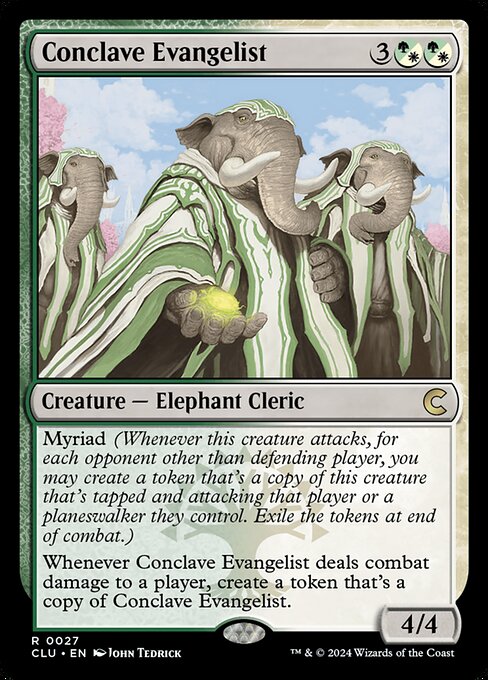 Conclave Evangelist 3
Creature — Elephant Cleric
Myriad (Whenever this creature attacks, for
each opponent other than defending player, you
may create a token that's a copy of this creature
that's tapped and attacking that player or a
planeswalker they control. Exile the tokens at end
of combat.)
Whenever Conclave Evangelist deals combat
damage to a player, create a token that's a
copy of Conclave Evangelist.
4/4
R 0027
CLU • EN John Tedrick
™ & © 2024 Wizards of the Coast